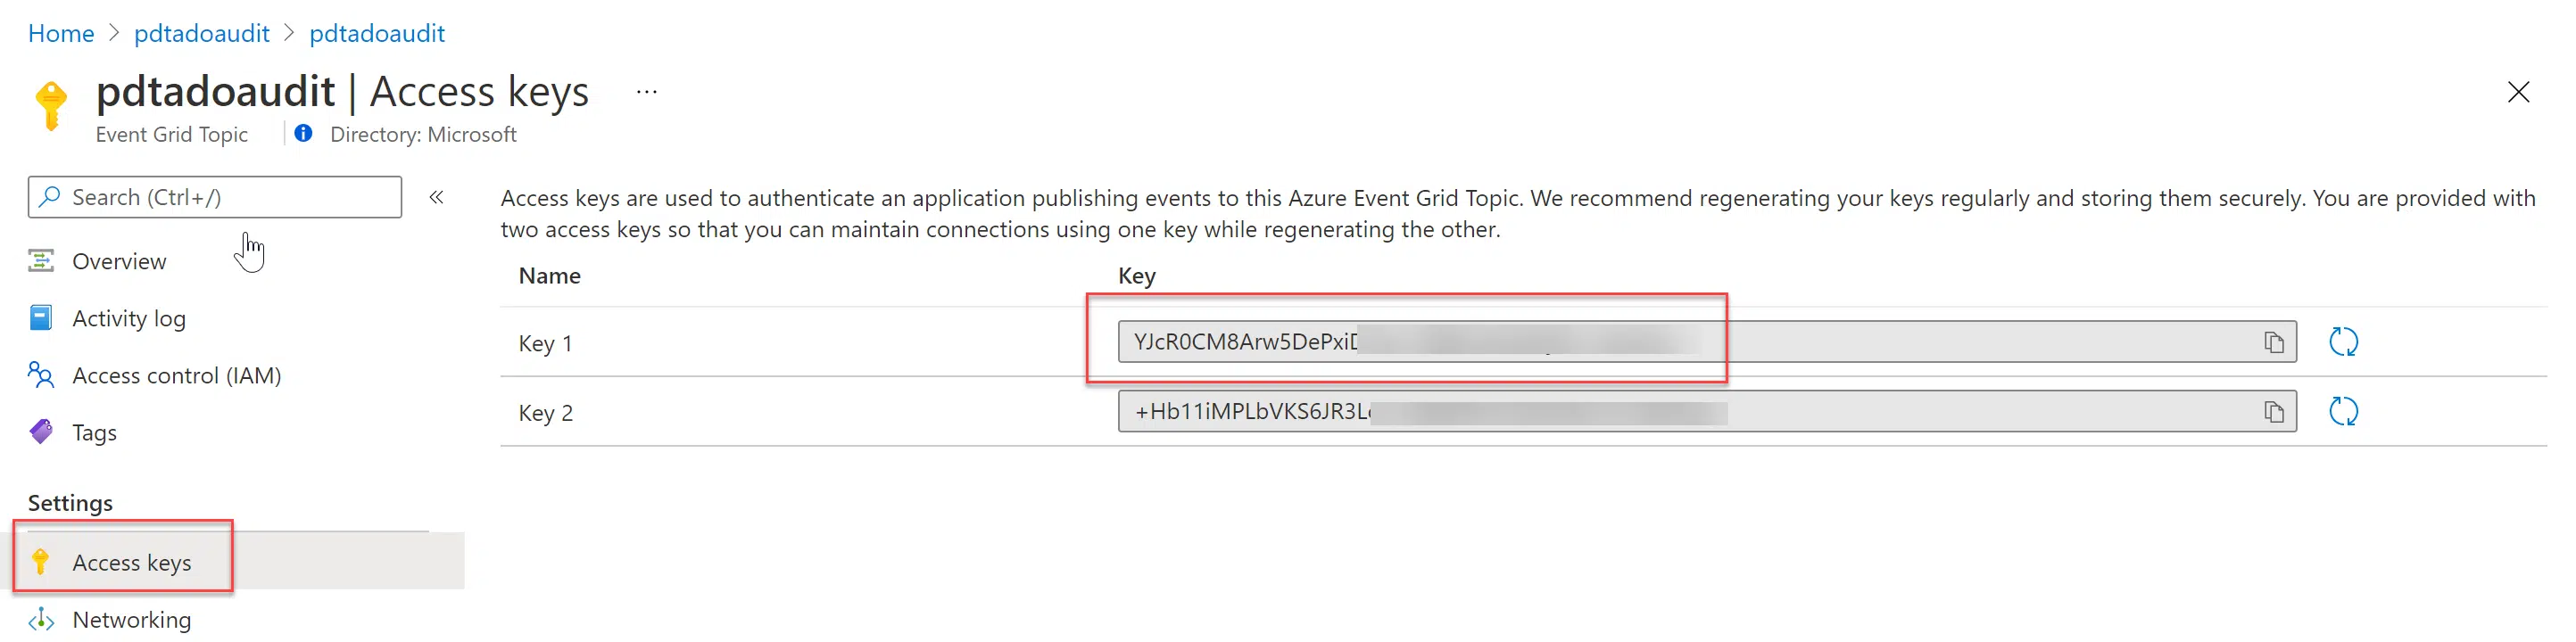 Home > pdtadoaudit > pdtadoaudit
pdtadoaudit | Access keys ...
Event Grid Topic
Directory: Microsoft
Search (Ctrl+/)
«
Overview
Activity log
Access control (IAM)
Tags
Settings
Access keys
Networking
Access keys are used to authenticate an application publishing events to this Azure Event Grid Topic. We recommend regenerating your keys regularly and storing them securely. You are provided with
two access keys so that you can maintain connections using one key while regenerating the other.
Name Key
Key 1 YJcR0CM8Arw5DePxi
Key 2 +Hb11iMPLbVKS6JR3L